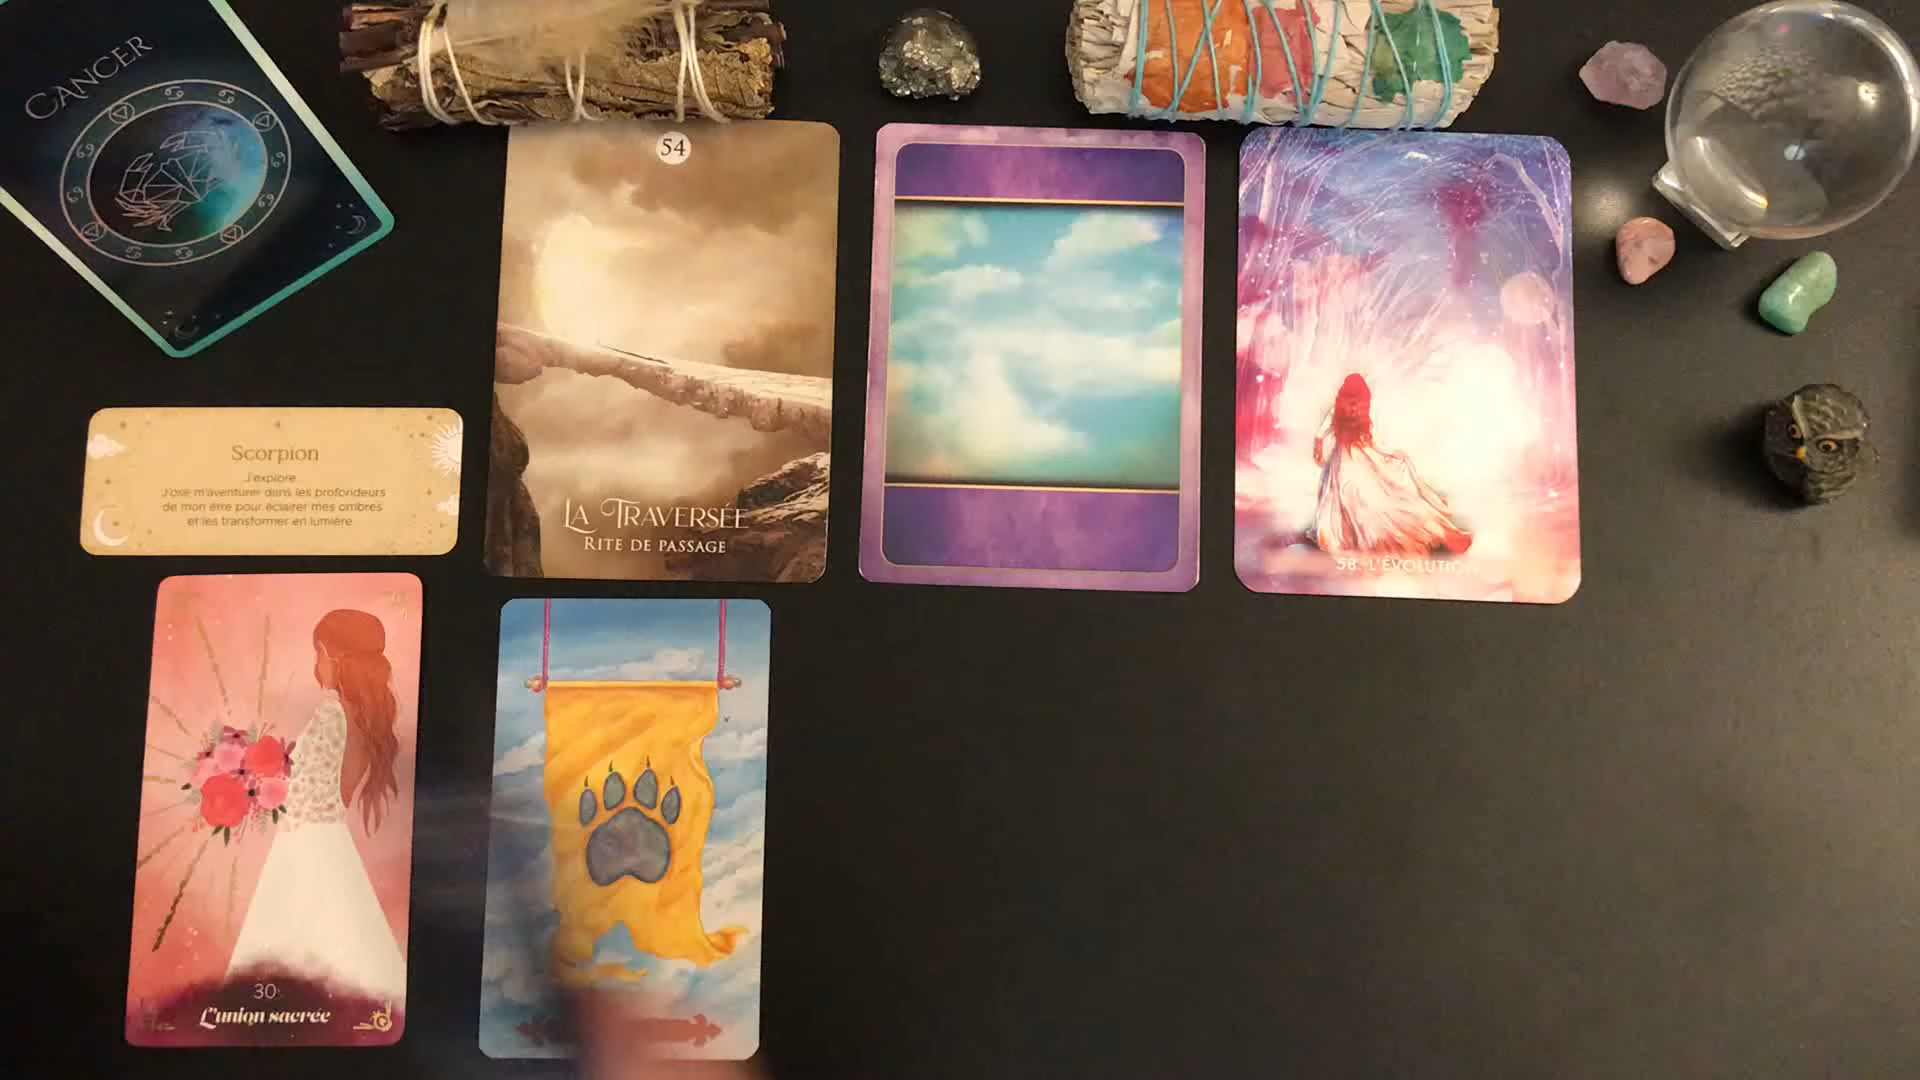 CANCER
54
LA TRAVERSÉE
RITE DE PASSAGE
58. L'ÉVOLUTION
Scorpion
J'explore
J'ose m'aventurer dans les profondeurs
de mon être pour éclairer mes ombres
et les transformer en lumière
30
L'union sacrée